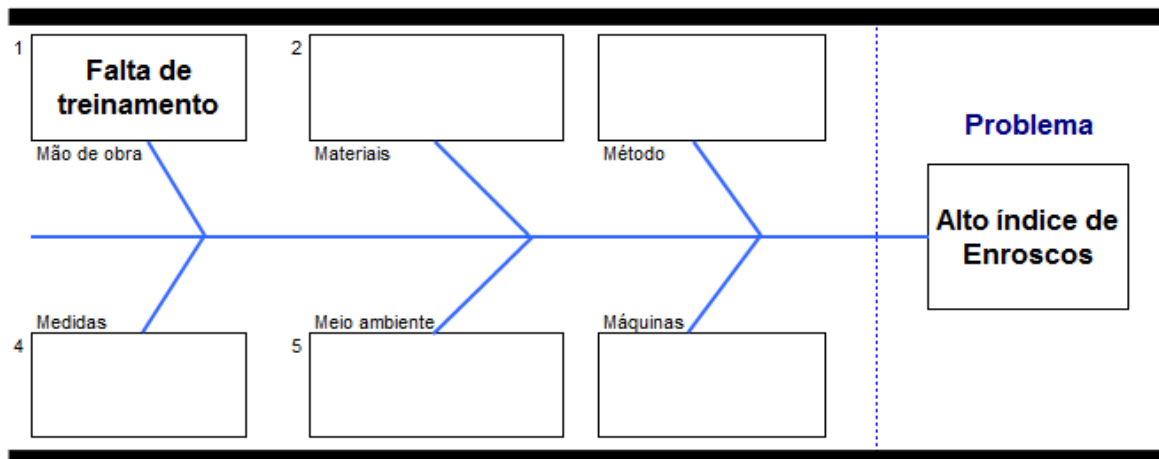 1
Falta de
treinamento
2
Mão de obra
Materiais
Método
Problema
Alto índice de
Enroscos
Medidas
Meio ambiente
Máquinas
4
5